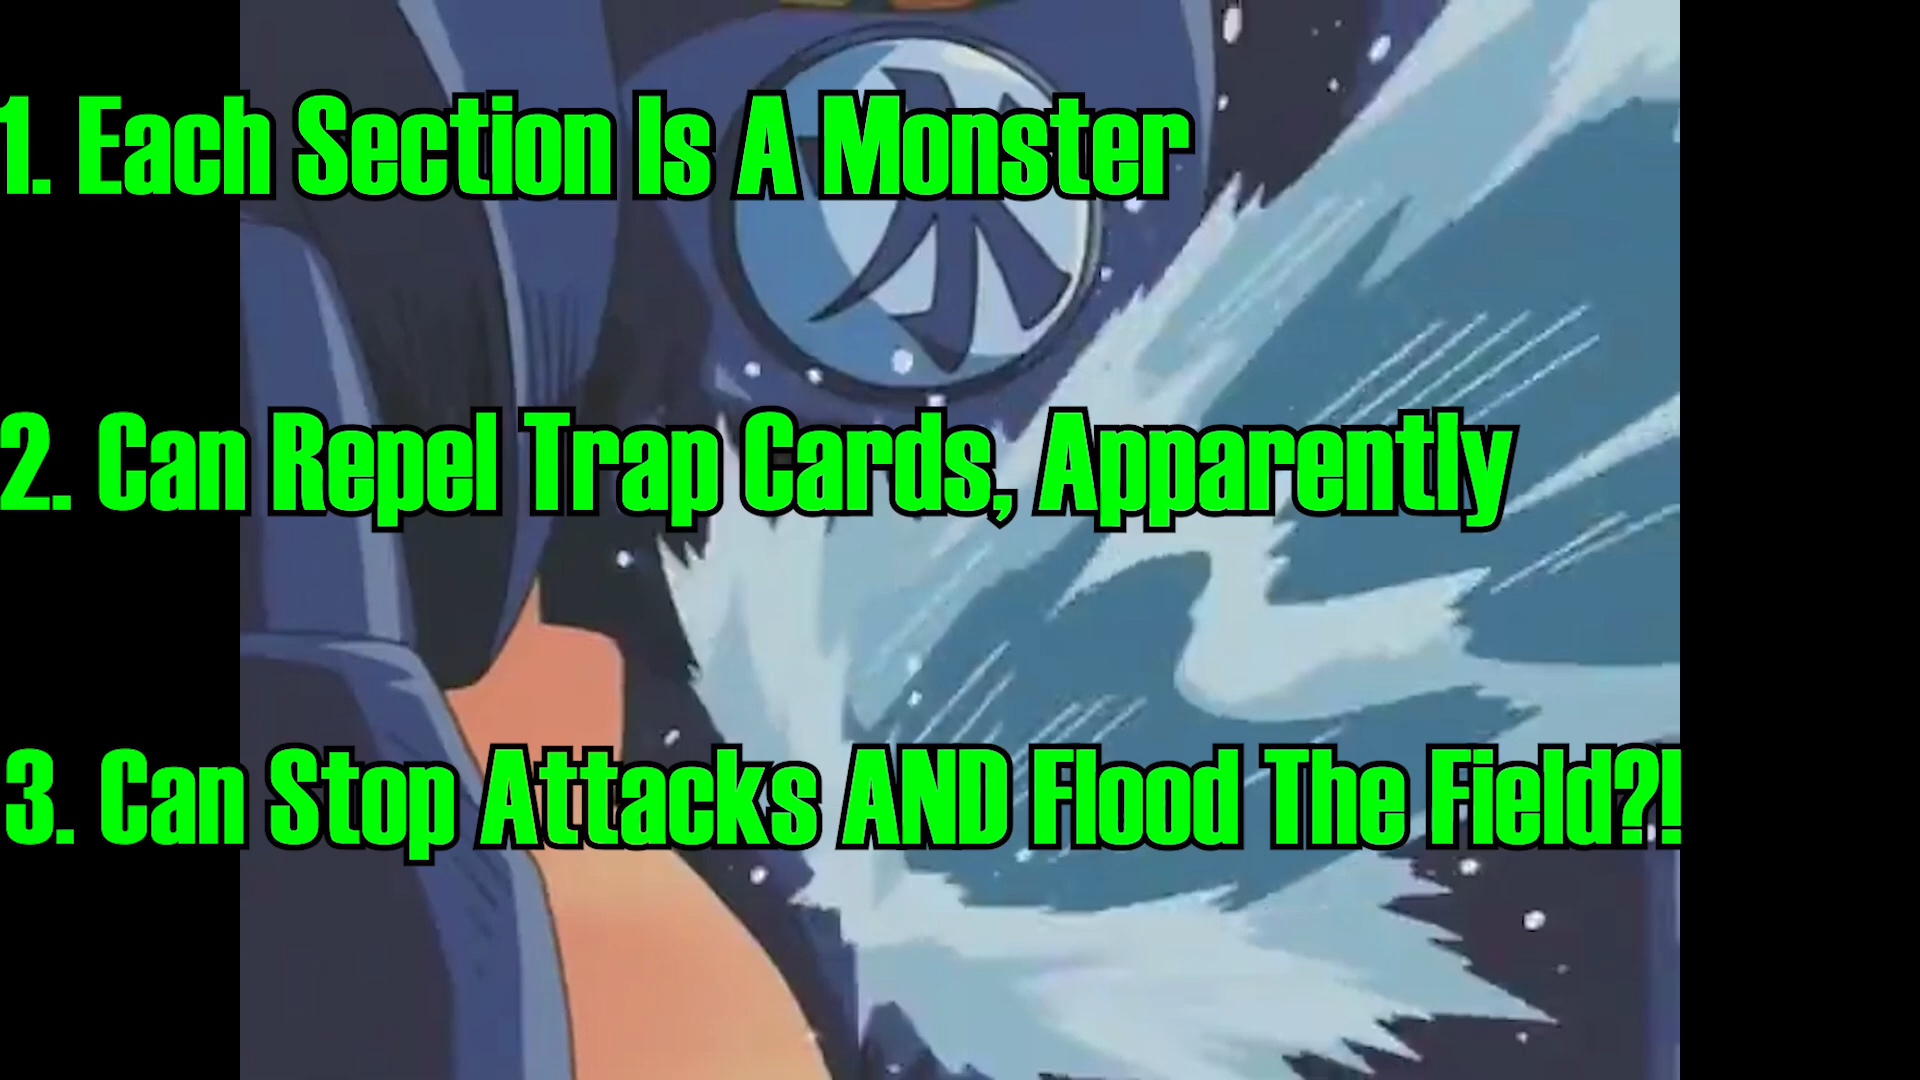 水
1. Each Section Is A Monster
2. Can Repel Trap Cards, Apparently
3. Can Stop Attacks AND Flood The Field?!